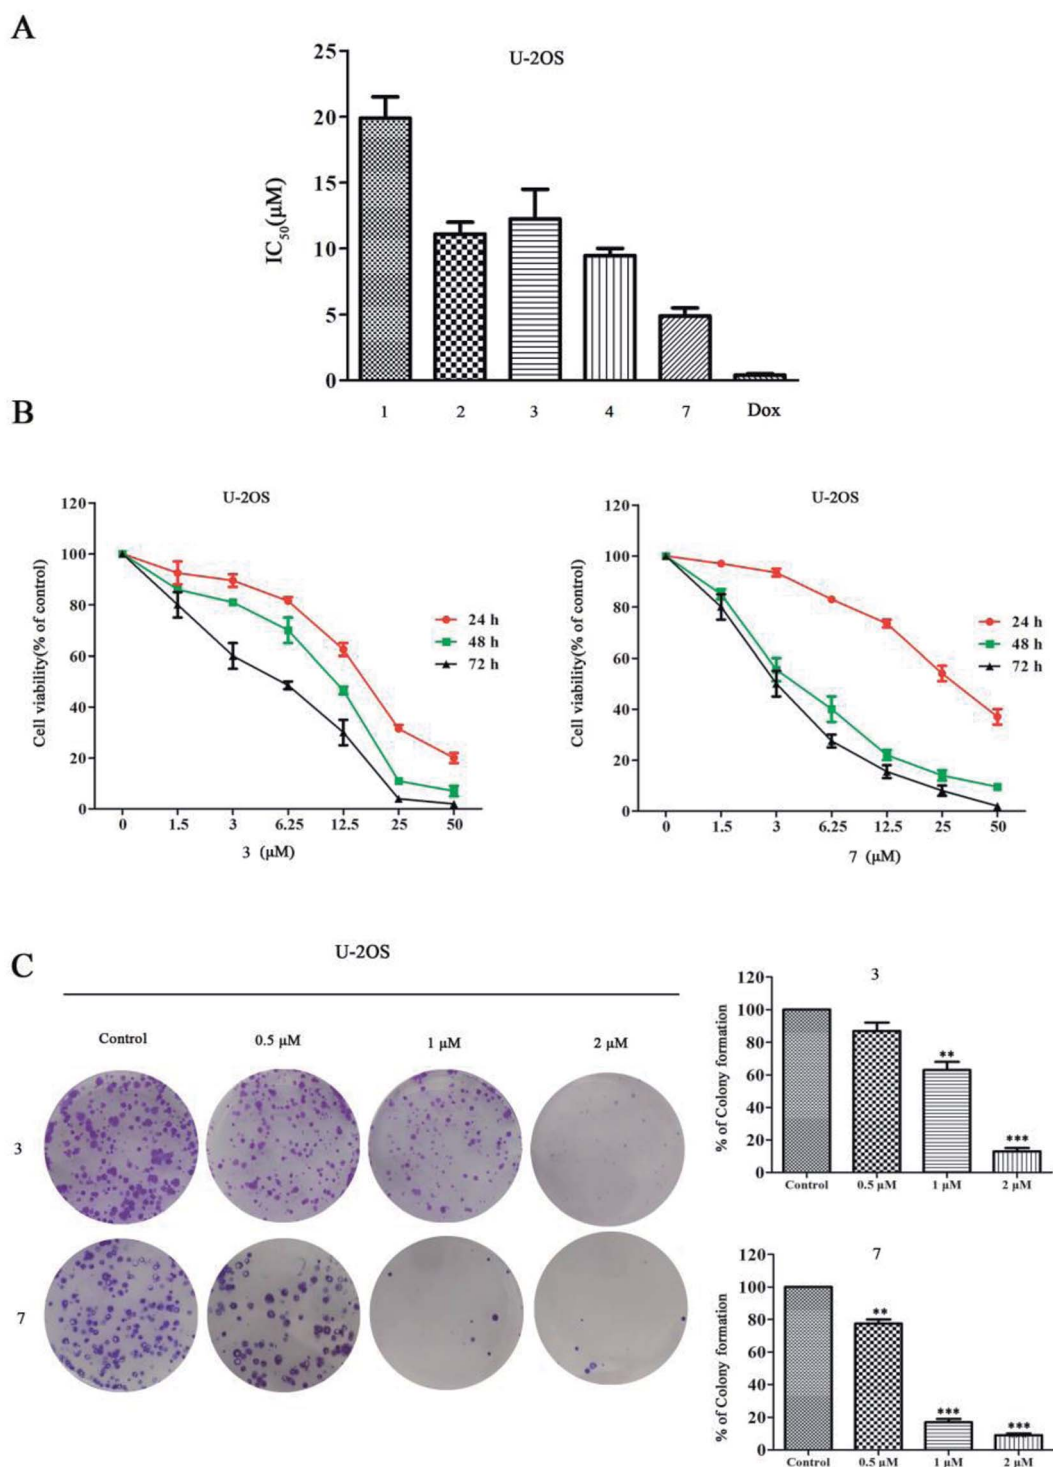 A
U-2OS
25
20
15
10
5
0
IC50(μM)
1 2 3 4 7 Dox
B
U-2OS
120
100
80
60
40
20
0
Cell viability(% of control)
24 h
48 h
72 h
0 1.5 3 6.25 12.5 25 50
3 (μM)
U-2OS
120
100
80
60
40
20
0
Cell viability(% of control)
24 h
48 h
72 h
0 1.5 3 6.25 12.5 25 50
7 (μM)
C
U-2OS
Control 0.5 μM 1 μM 2 μM
3
7
3
120
100
80
60
40
20
0
% of Colony formation
**
***
Control 0.5 μM 1 μM 2 μM
7
120
100
80
60
40
20
0
% of Colony formation
**
***
***
Control 0.5 μM 1 μM 2 μM